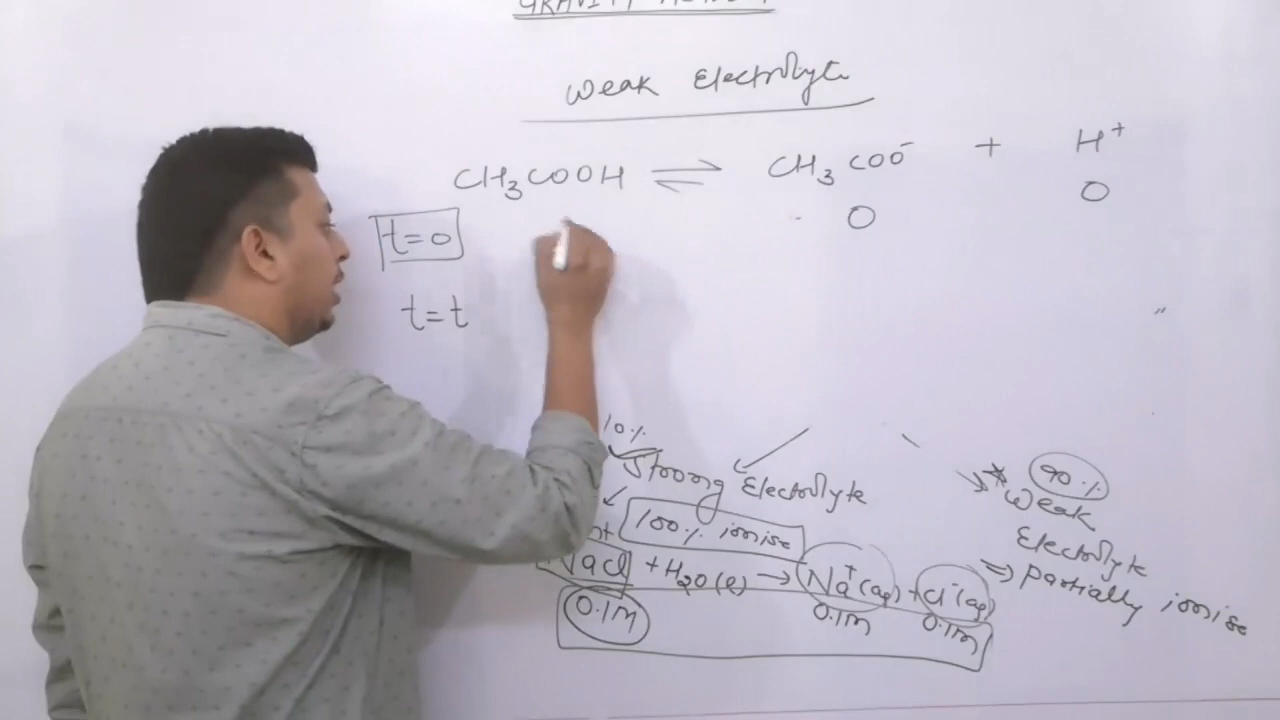 Weak Electrolyte
CH3COOH ⇌ CH3COO⁻ + H⁺
t=0 0 0
t=t
10%
Strong Electrolyte
100% ionise
NaCl + H2O(l) → Na⁺(aq) + Cl⁻(aq)
0.1M 0.1M 0.1M
90%
* Weak
Electrolyte
⇒ Partially ionise